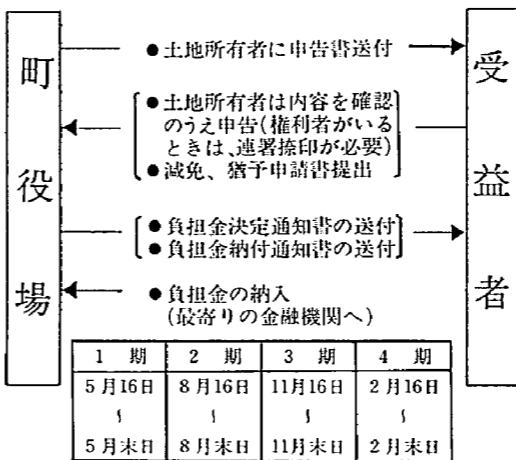 町役場
●土地所有者に申告書送付
●土地所有者は内容を確認
のうえ申告(権利者がいる
ときは、連署捺印が必要)
●減免、猶予申請書提出
●負担金決定通知書の送付
●負担金納付通知書の送付
●負担金の納入
(最寄りの金融機関へ)
受益者
1 期 2 期 3 期 4 期
5月16日 8月16日 11月16日 2月16日
〜 〜 〜 〜
5月末日 8月末日 11月末日 2月末日